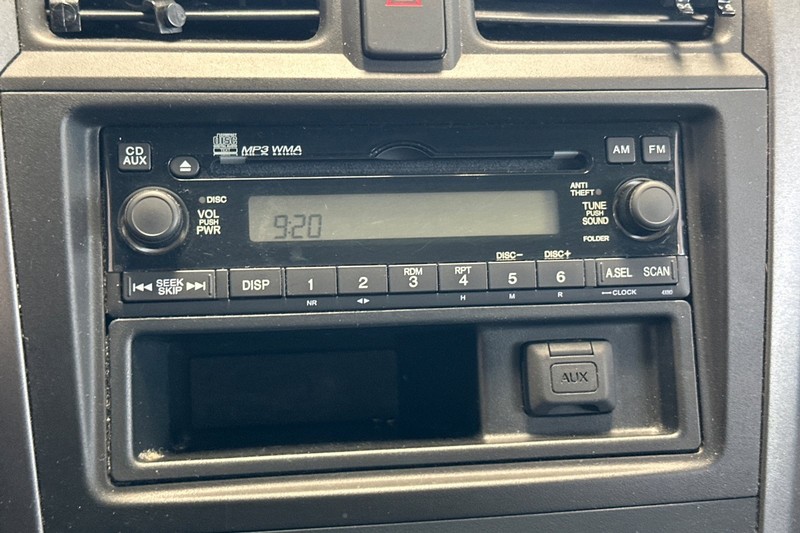 CD
AUX
disc
MP3 WMA
AM
FM
DISC
VOL
PUSH
PWR
9:20
ANTI
THEFT
TUNE
PUSH
SOUND
FOLDER
SEEK
SKIP
DISP
1
2
RDM
3
RPT
4
DISC-
5
DISC+
6
A.SEL
SCAN
NR
H
M
R
CLOCK
AUX